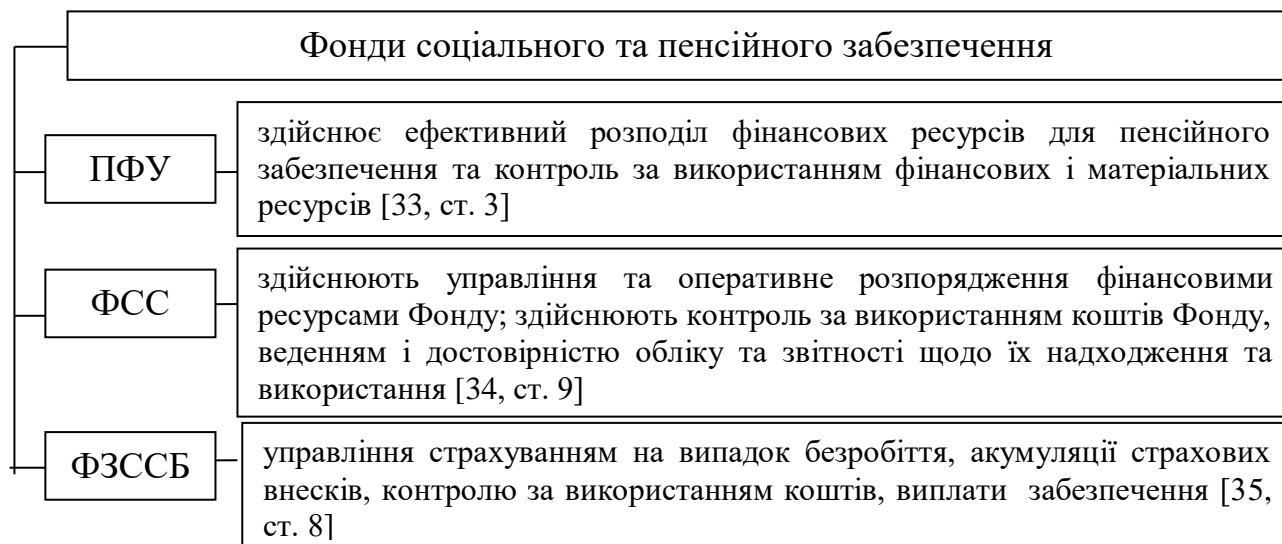 Фонди соціального та пенсійного забезпечення
ПФУ
здійснює ефективний розподіл фінансових ресурсів для пенсійного
забезпечення та контроль за використанням фінансових і матеріальних
ресурсів [33, ст. 3]
ФСС
здійснюють управління та оперативне розпорядження фінансовими
ресурсами Фонду; здійснюють контроль за використанням коштів Фонду,
веденням і достовірністю обліку та звітності щодо їх надходження та
використання [34, ст. 9]
ФЗССБ
управління страхуванням на випадок безробіття, акумуляції страхових
внесків, контролю за використанням коштів, виплати забезпечення [35,
ст. 8]